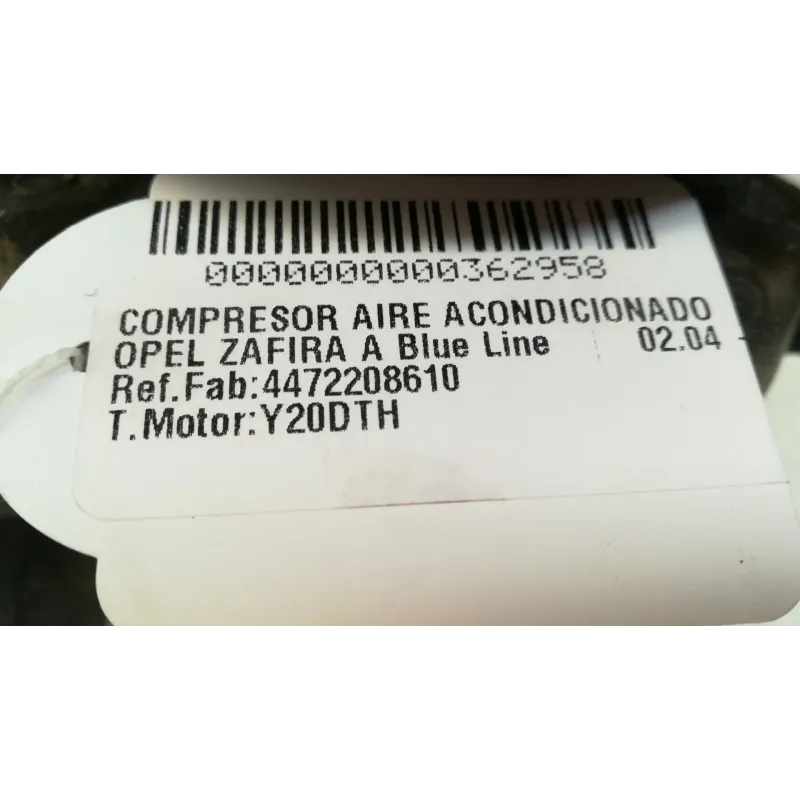 0000000000362958
COMPRESOR AIRE ACONDICIONADO
OPEL ZAFIRA A Blue Line 02.04
Ref.Fab:4472208610
T.Motor:Y20DTH